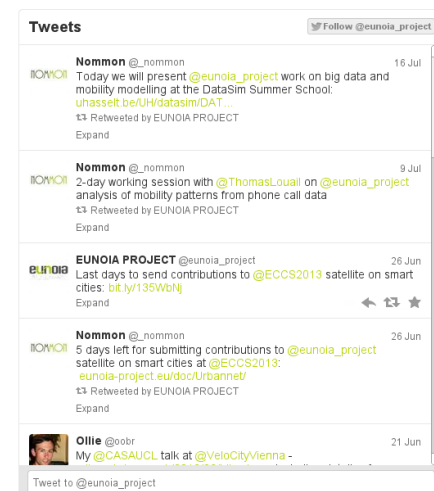 Tweets
Follow @eunoia_project
Nommon @_nommon
16 Jul
nommon
Today we will present @eunoia_project work on big data and
mobility modelling at the DataSim Summer School:
uhasselt.be/UH/datasim/DAT...
Retweeted by EUNOIA PROJECT
Expand
Nommon @_nommon
9 Jul
nommon
2-day working session with @ThomasLouail on @eunoia_project
analysis of mobility patterns from phone call data
Retweeted by EUNOIA PROJECT
Expand
EUNOIA PROJECT @eunoia_project
26 Jun
eunoia
Last days to send contributions to @ECCS2013 satellite on smart
cities: bit.ly/135WbNj
Expand
Nommon @_nommon
26 Jun
nommon
5 days left for submitting contributions to @eunoia_project
satellite on smart cities at @ECCS2013:
eunoia-project.eu/doc/Urbannet/
Retweeted by EUNOIA PROJECT
Expand
Ollie @oobr
21 Jun
My @CASAUCL talk at @VeloCityVienna -
Tweet to @eunoia_project